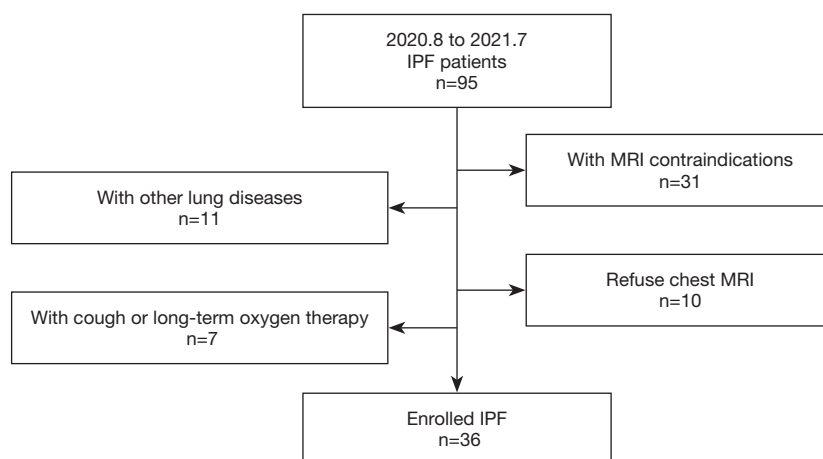 2020.8 to 2021.7
IPF patients
n=95
With MRI contraindications
n=31
With other lung diseases
n=11
Refuse chest MRI
n=10
With cough or long-term oxygen therapy
n=7
Enrolled IPF
n=36